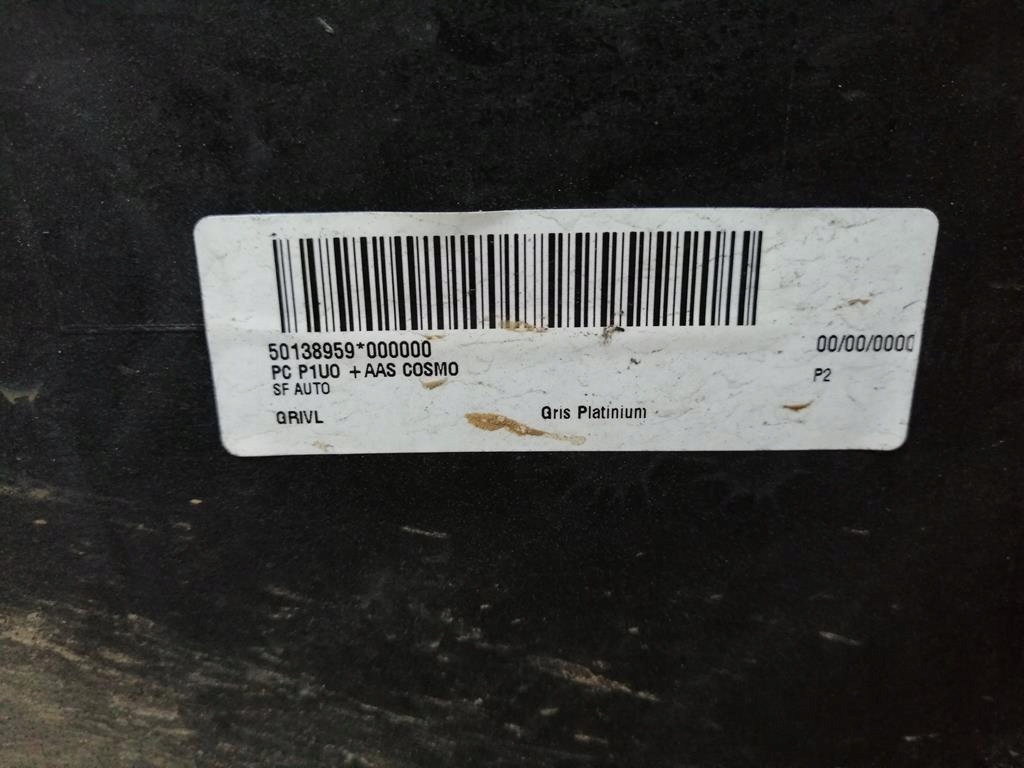 50138959*000000
00/00/0000
PC P1U0 +AAS COSMO
P2
SF AUTO
GRIVL
Gris Platinium